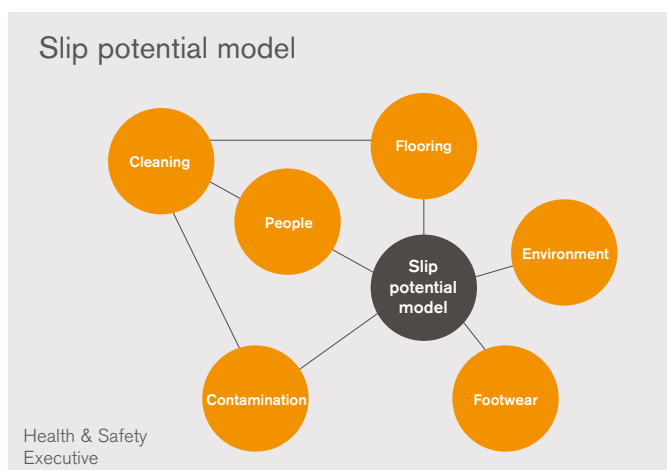 Slip potential model
Cleaning
Flooring
People
Environment
Slip
potential
model
Contamination
Footwear
Health & Safety
Executive